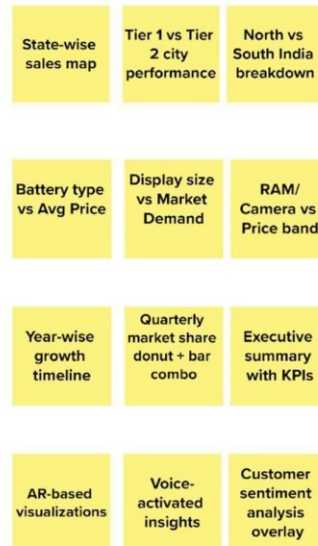 State-wise
sales map
Tier 1 vs Tier
2 city
performance
North vs
South India
breakdown
Battery type
vs Avg Price
Display size
vs Market
Demand
RAM/
Camera vs
Price band
Year-wise
growth
timeline
Quarterly
market share
donut + bar
combo
Executive
summary
with KPIs
AR-based
visualizations
Voice-
activated
insights
Customer
sentiment
analysis
overlay